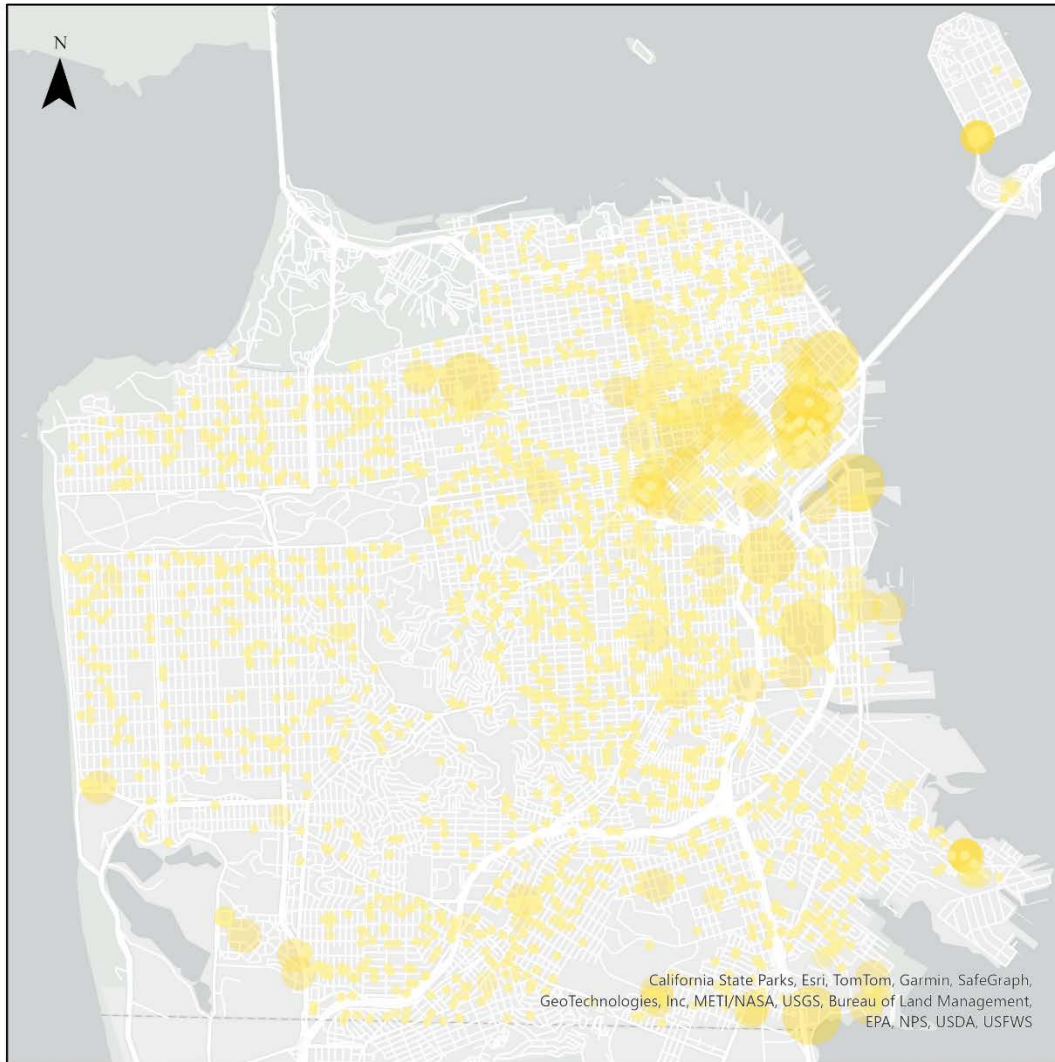 N
California State Parks, Esri, TomTom, Garmin, SafeGraph,
GeoTechnologies, Inc, METI/NASA, USGS, Bureau of Land Management,
EPA, NPS, USDA, USFWS